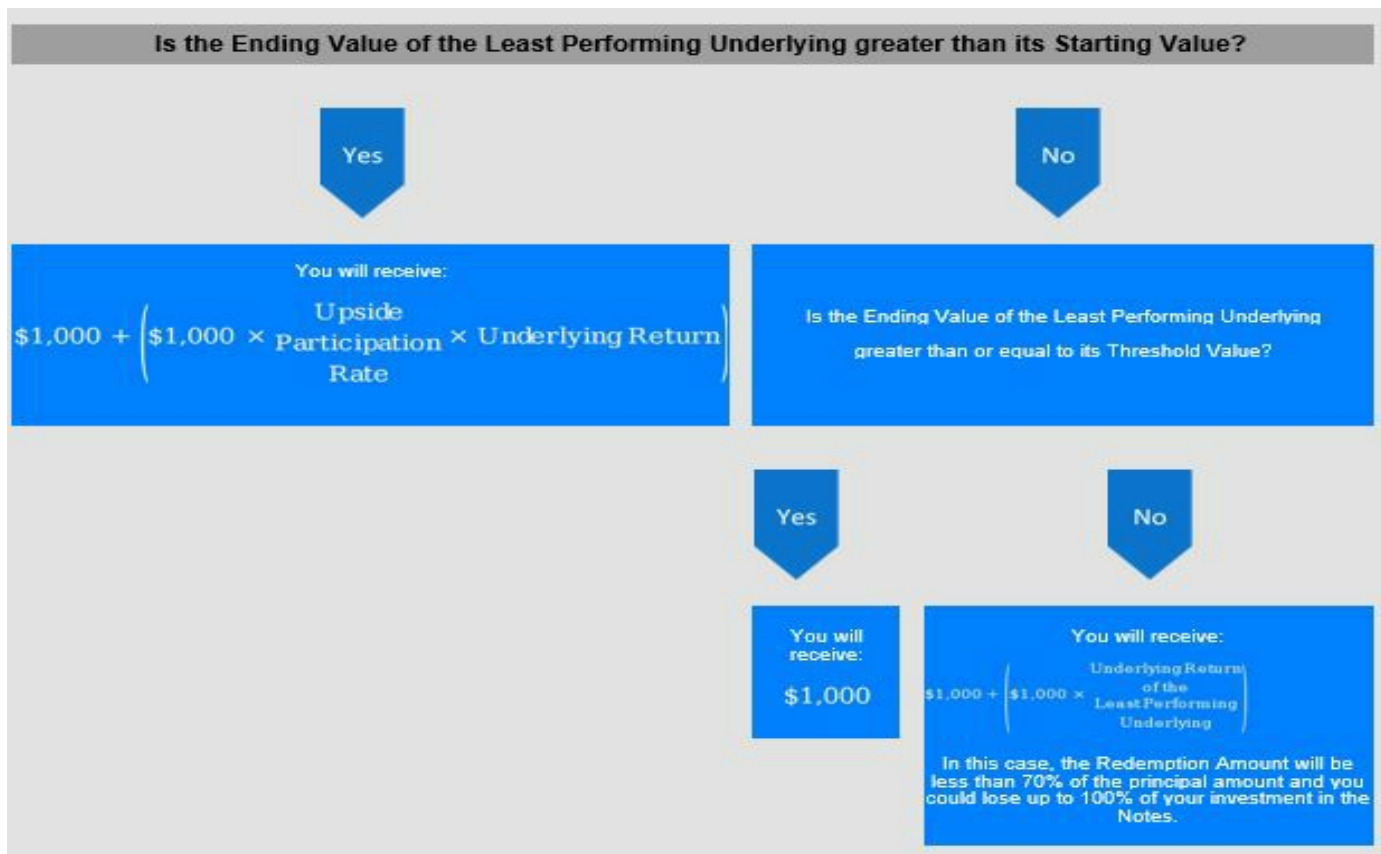 Is the Ending Value of the Least Performing Underlying greater than its Starting Value?
Yes
No
You will receive:
$1,000 + ($1,000 × Upside Participation Rate × Underlying Return)
Is the Ending Value of the Least Performing Underlying
greater than or equal to its Threshold Value?
Yes
No
You will
receive:
$1,000
You will receive:
$1,000 + ($1,000 × Underlying Return of the Least Performing Underlying)
In this case, the Redemption Amount will be
less than 70% of the principal amount and you
could lose up to 100% of your investment in the
Notes.